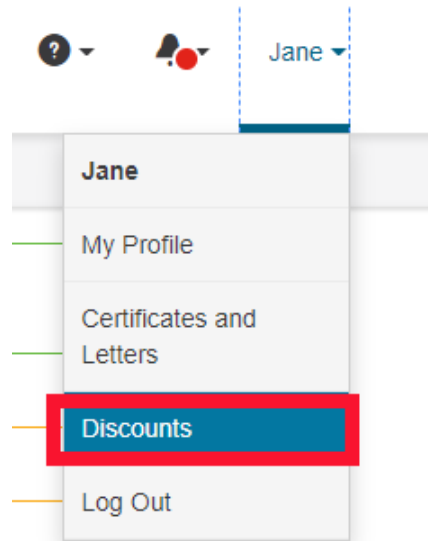 ?
Jane
Jane
My Profile
Certificates and
Letters
Discounts
Log Out